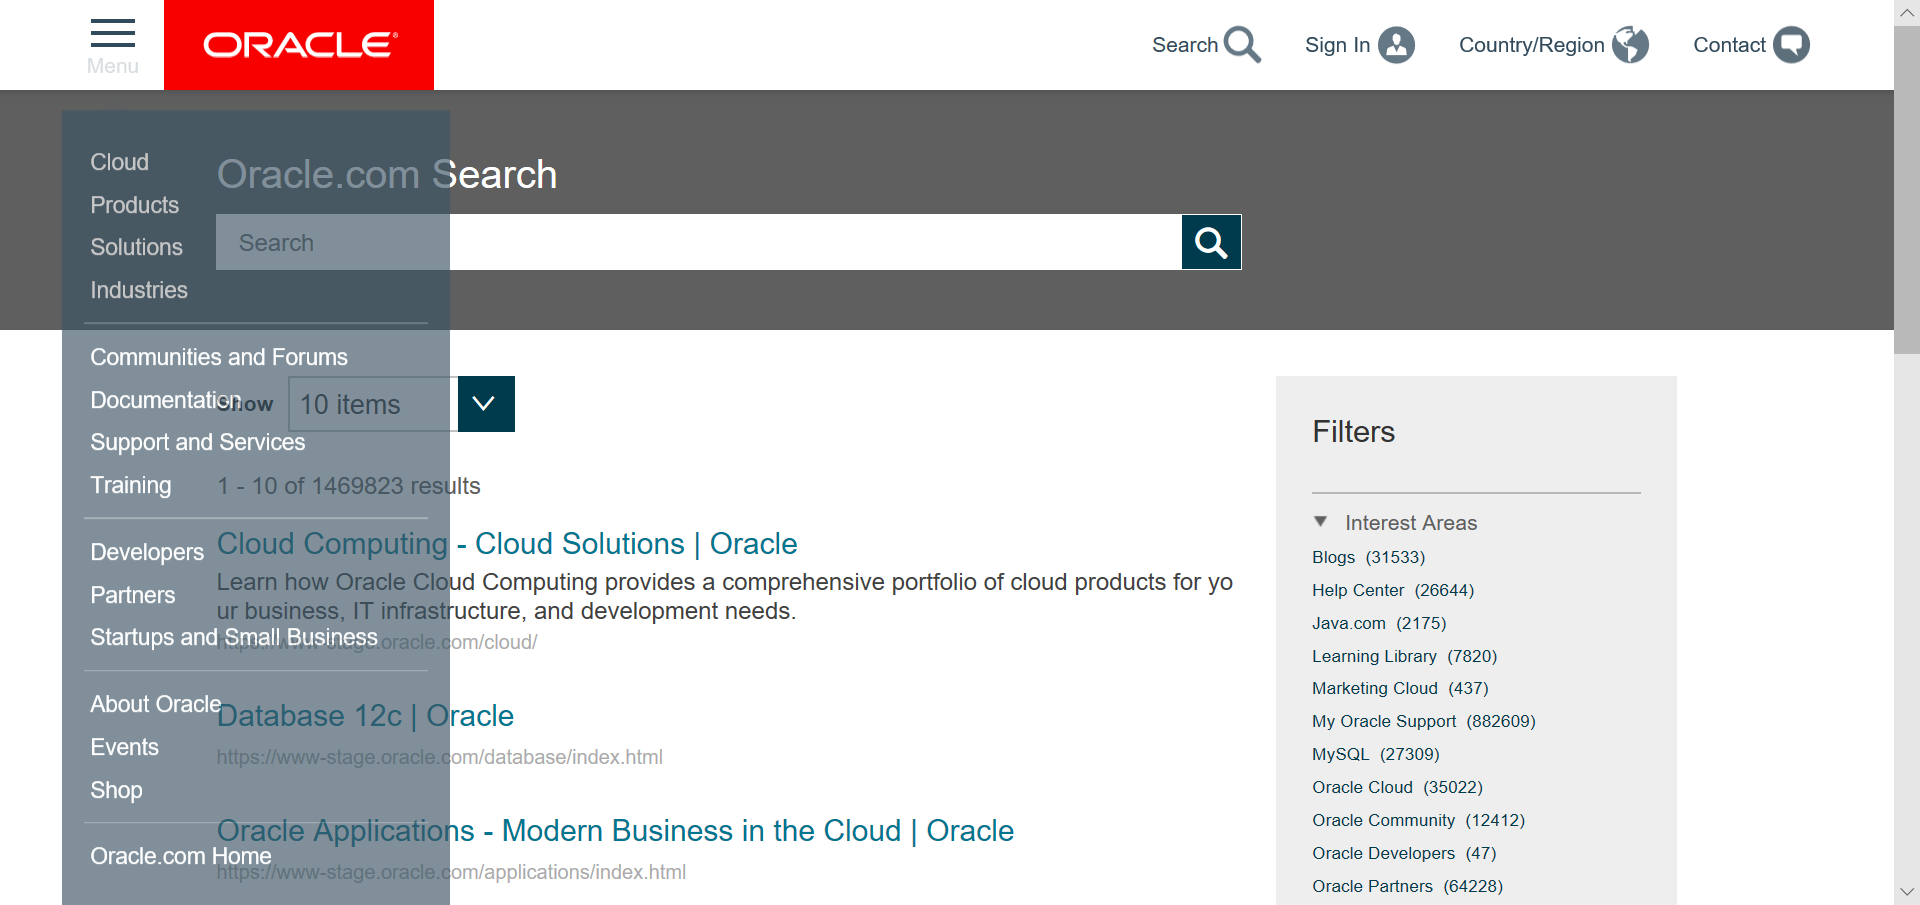 Menu
ORACLE®
Search
Sign In
Country/Region
Contact
Cloud
Products
Solutions
Industries
Communities and Forums
Documentation
Support and Services
Training
Developers
Partners
Startups and Small Business
About Oracle
Events
Shop
Oracle.com Home
Oracle.com Search
Search
Show
10 items
1 - 10 of 1469823 results
Cloud Computing - Cloud Solutions | Oracle
Learn how Oracle Cloud Computing provides a comprehensive portfolio of cloud products for yo
ur business, IT infrastructure, and development needs.
https://www-stage.oracle.com/cloud/
Database 12c | Oracle
https://www-stage.oracle.com/database/index.html
Oracle Applications - Modern Business in the Cloud | Oracle
https://www-stage.oracle.com/applications/index.html
Filters
Interest Areas
Blogs (31533)
Help Center (26644)
Java.com (2175)
Learning Library (7820)
Marketing Cloud (437)
My Oracle Support (882609)
MySQL (27309)
Oracle Cloud (35022)
Oracle Community (12412)
Oracle Developers (47)
Oracle Partners (64228)